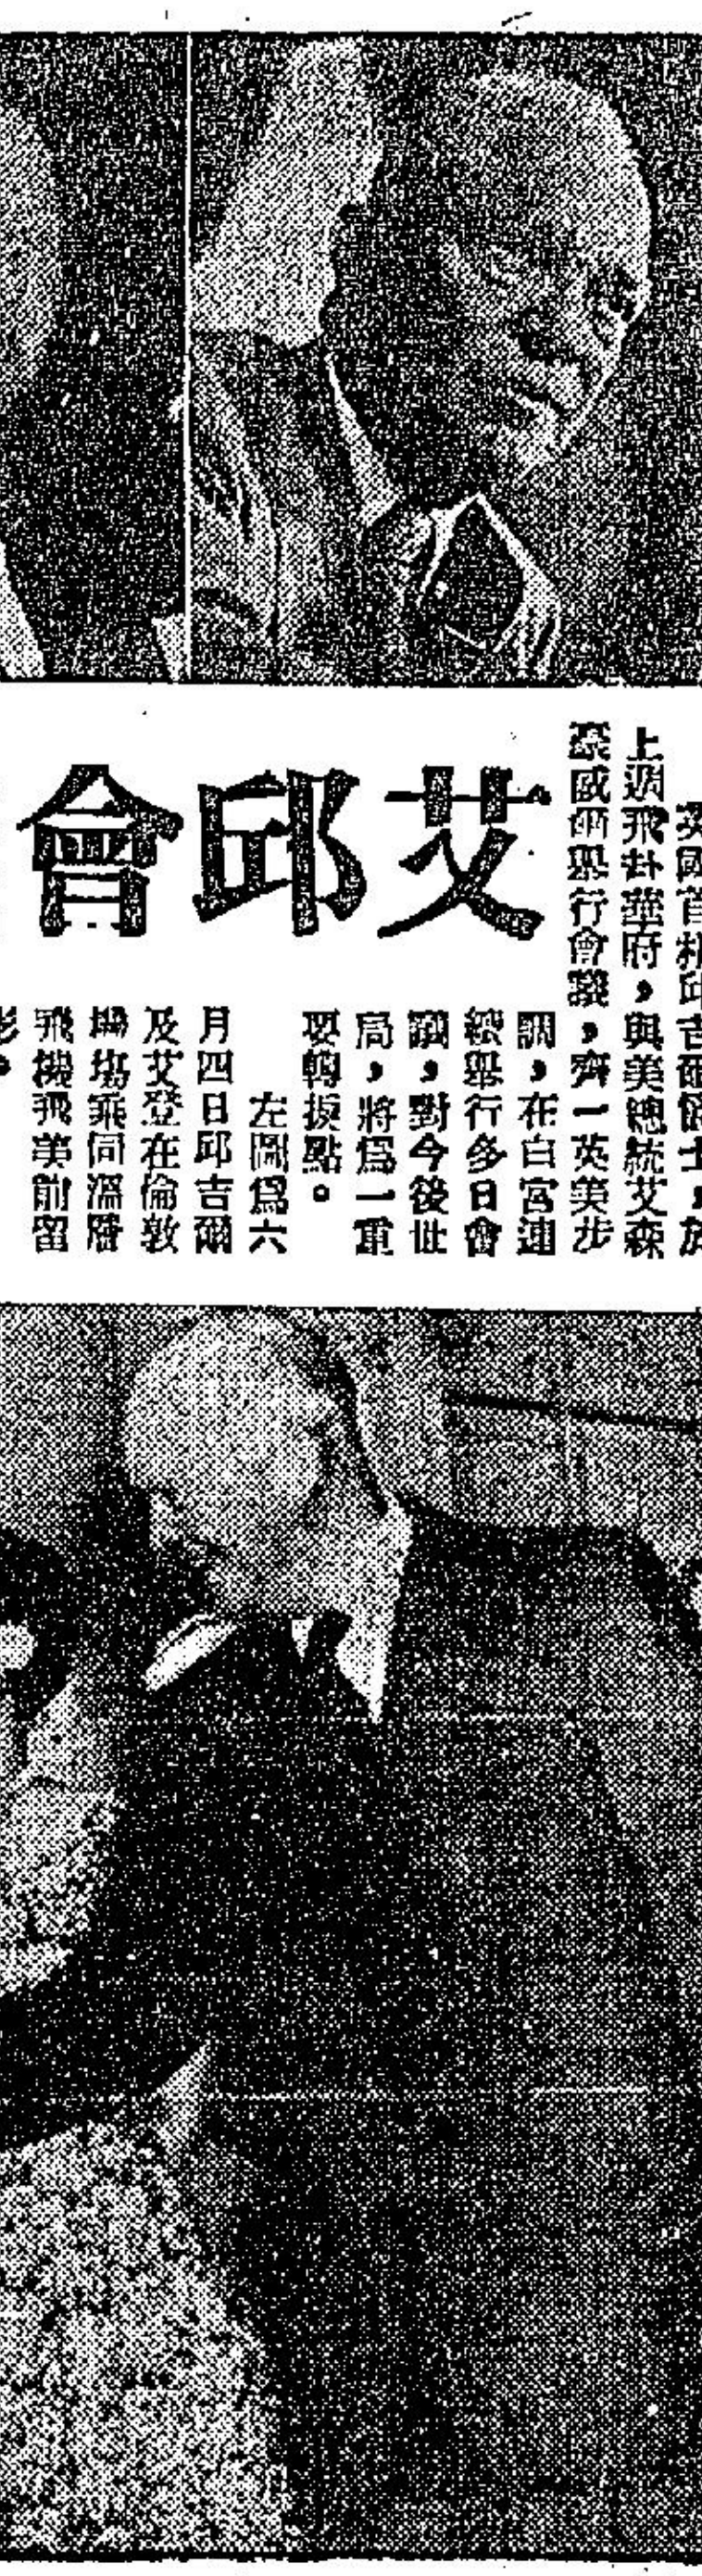 艾邱會
英國首相邱吉爾博士，於
上週飛赴華府，與美總統艾森
豪威爾舉行會議，齊一英美步
調，在白宮連
續舉行多日會
議，對今後世
局，將爲一重
要轉捩點。
左圖爲六
月四日邱吉爾
及艾登在倫敦
機塲乘同溫層
飛機飛美前留
影。